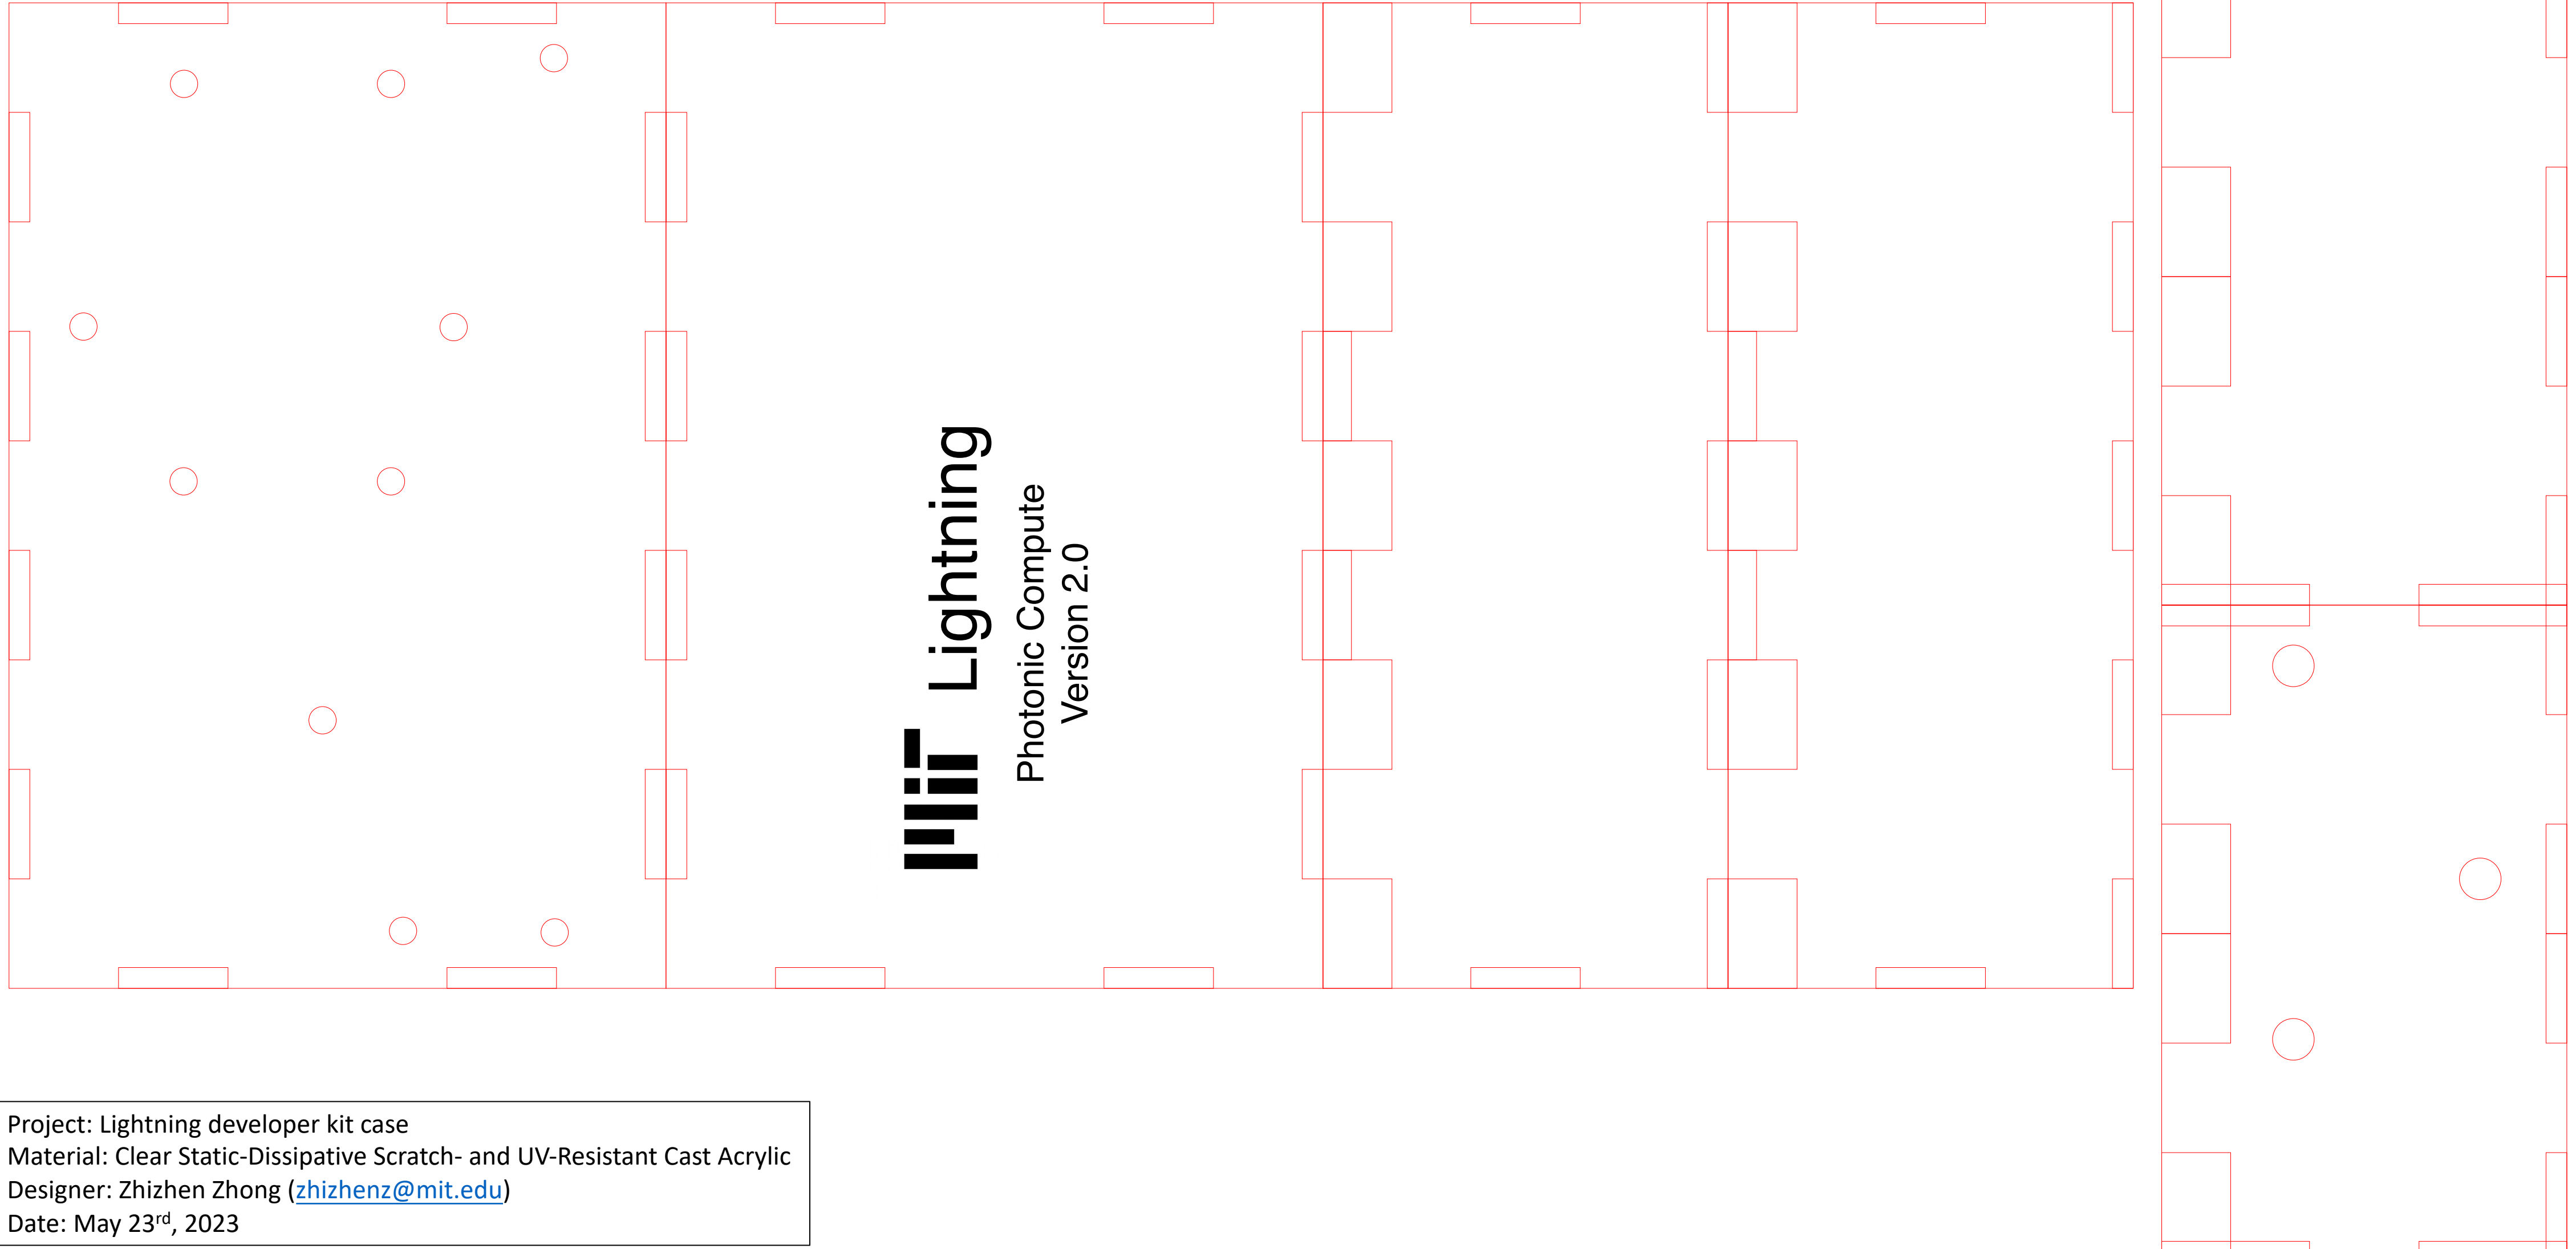 MIT Lightning
Photonic Compute
Version 2.0
Project: Lightning developer kit case
Material: Clear Static-Dissipative Scratch- and UV-Resistant Cast Acrylic
Designer: Zhizhen Zhong (zhizhenz@mit.edu)
Date: May 23rd, 2023